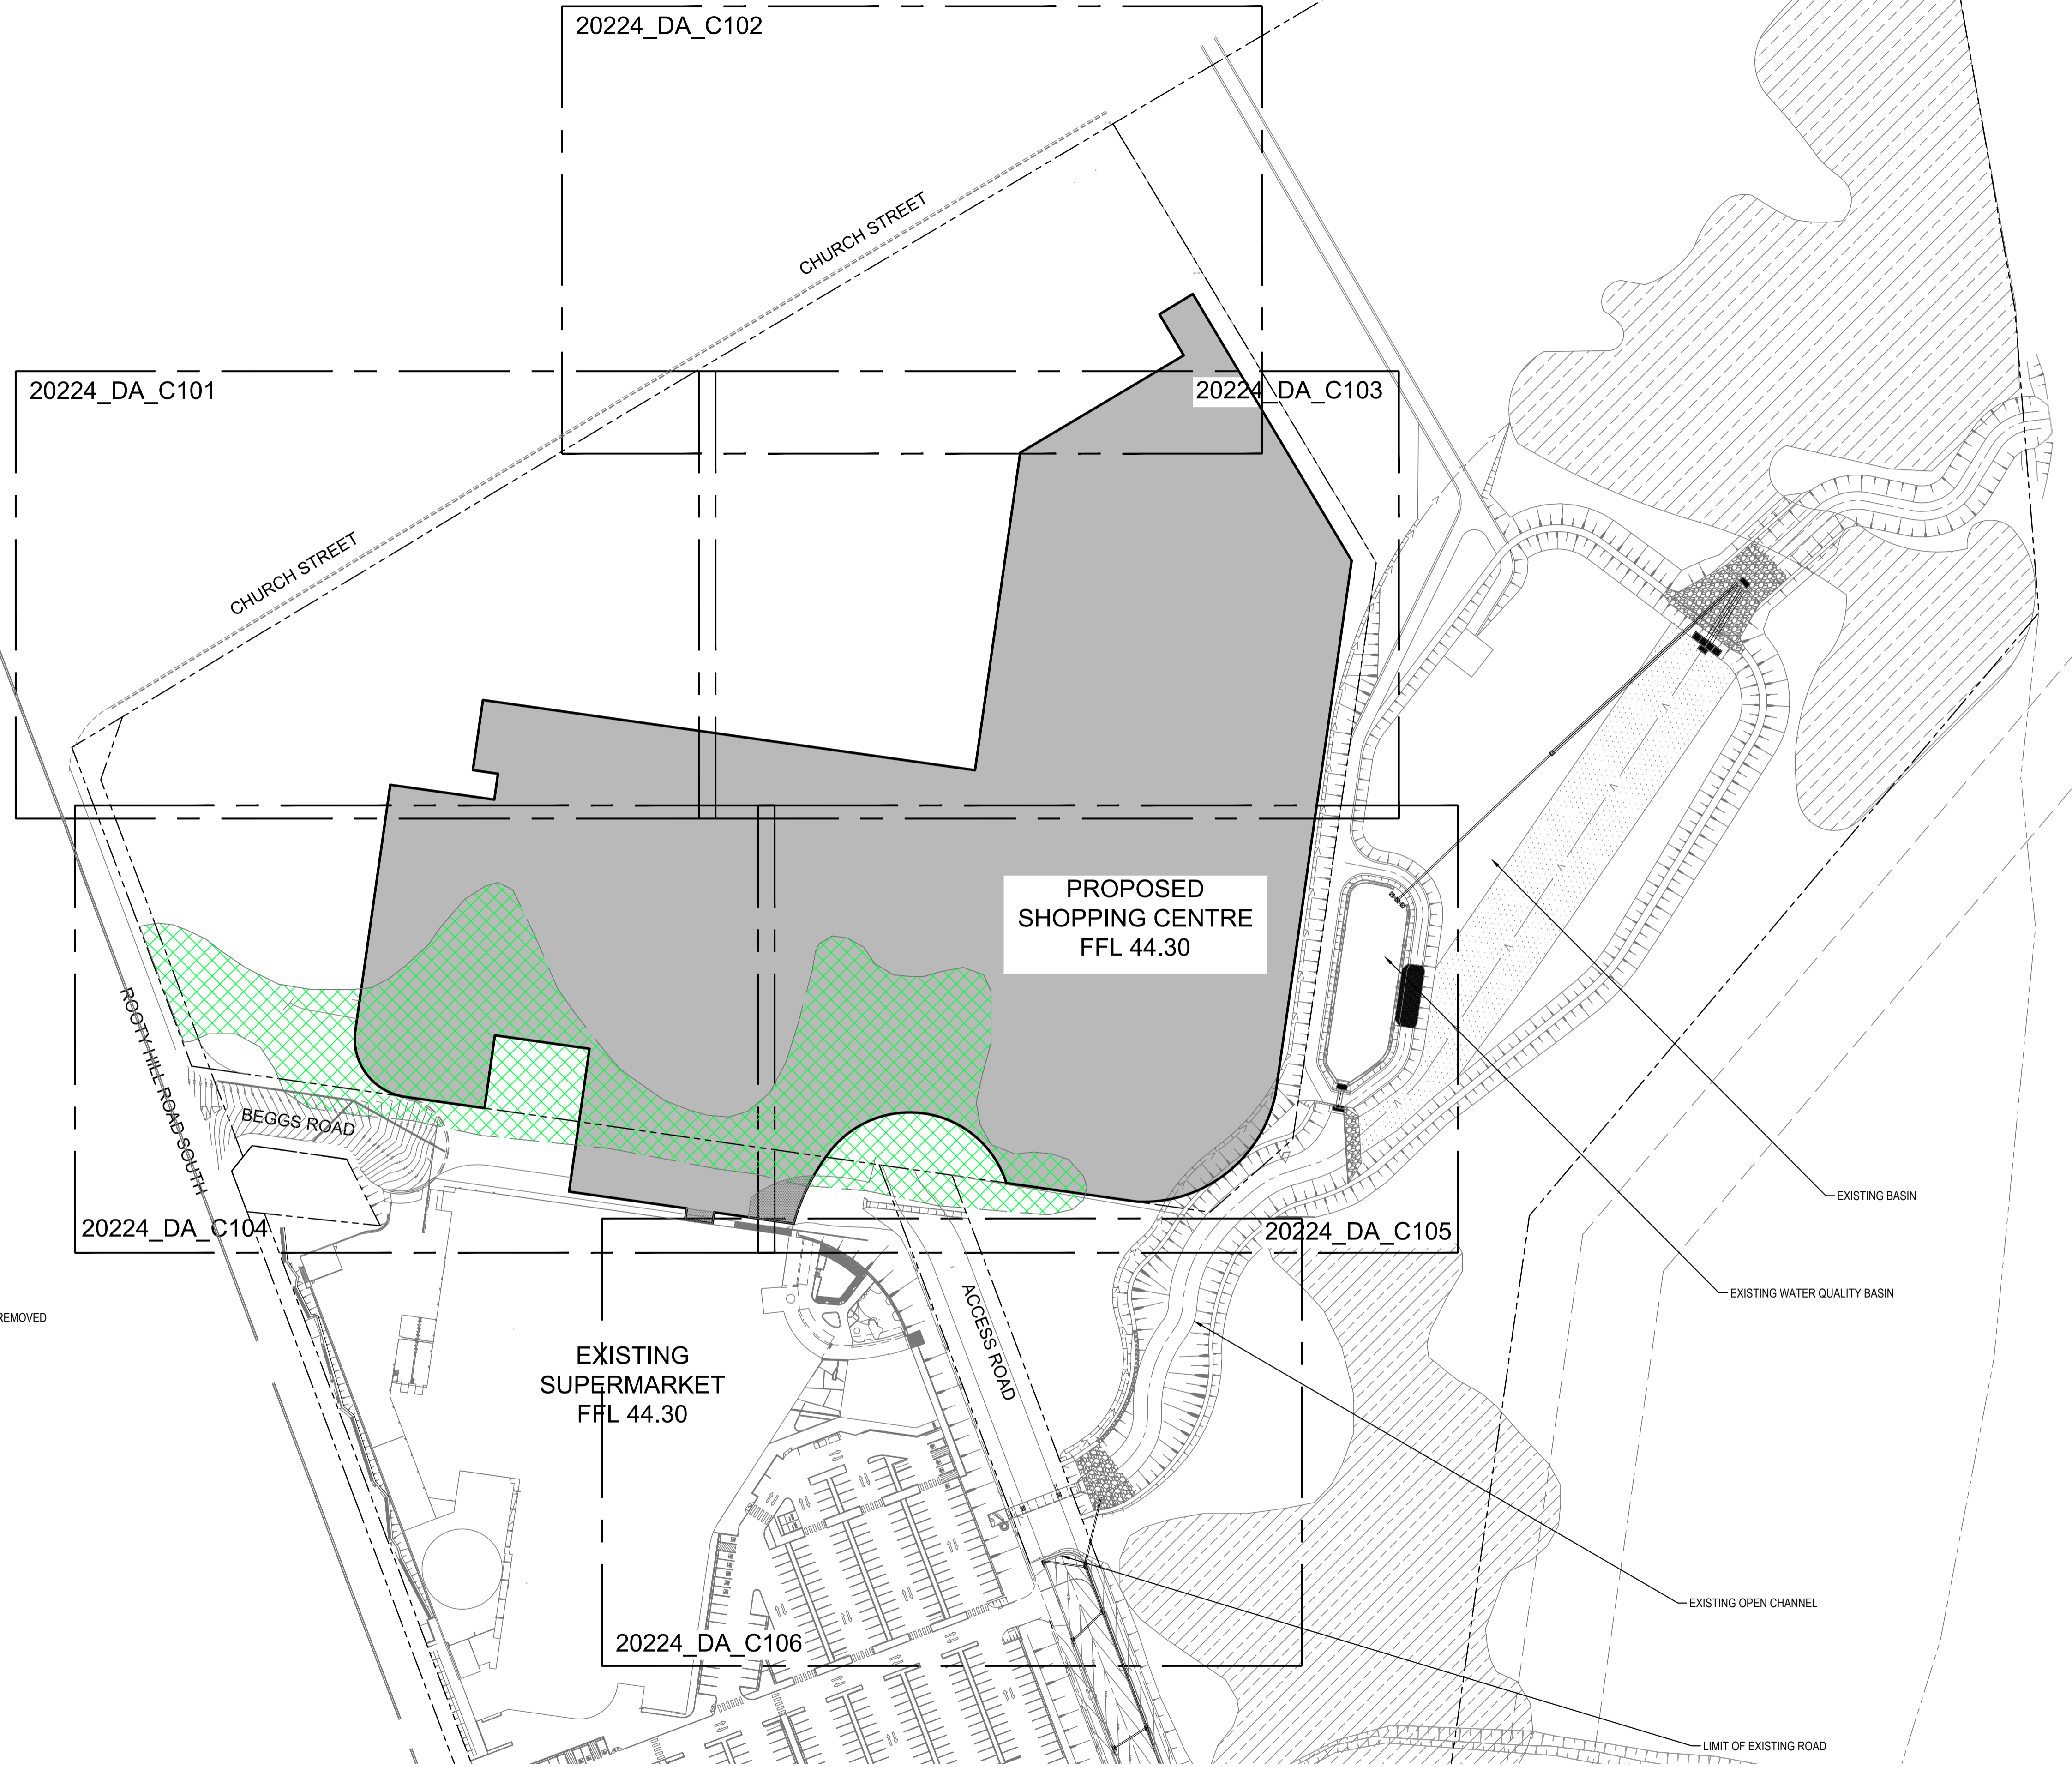 20224_DA_C102
CHURCH STREET
20224_DA_C101
20224_DA_C103
CHURCH STREET
PROPOSED
SHOPPING CENTRE
FFL 44.30
ROOTY HILL ROAD SOUTH
BEGGS ROAD
EXISTING BASIN
20224_DA_C104
20224_DA_C105
EXISTING WATER QUALITY BASIN
REMOVED
ACCESS ROAD
EXISTING
SUPERMARKET
FFL 44.30
EXISTING OPEN CHANNEL
20224_DA_C106
LIMIT OF EXISTING ROAD